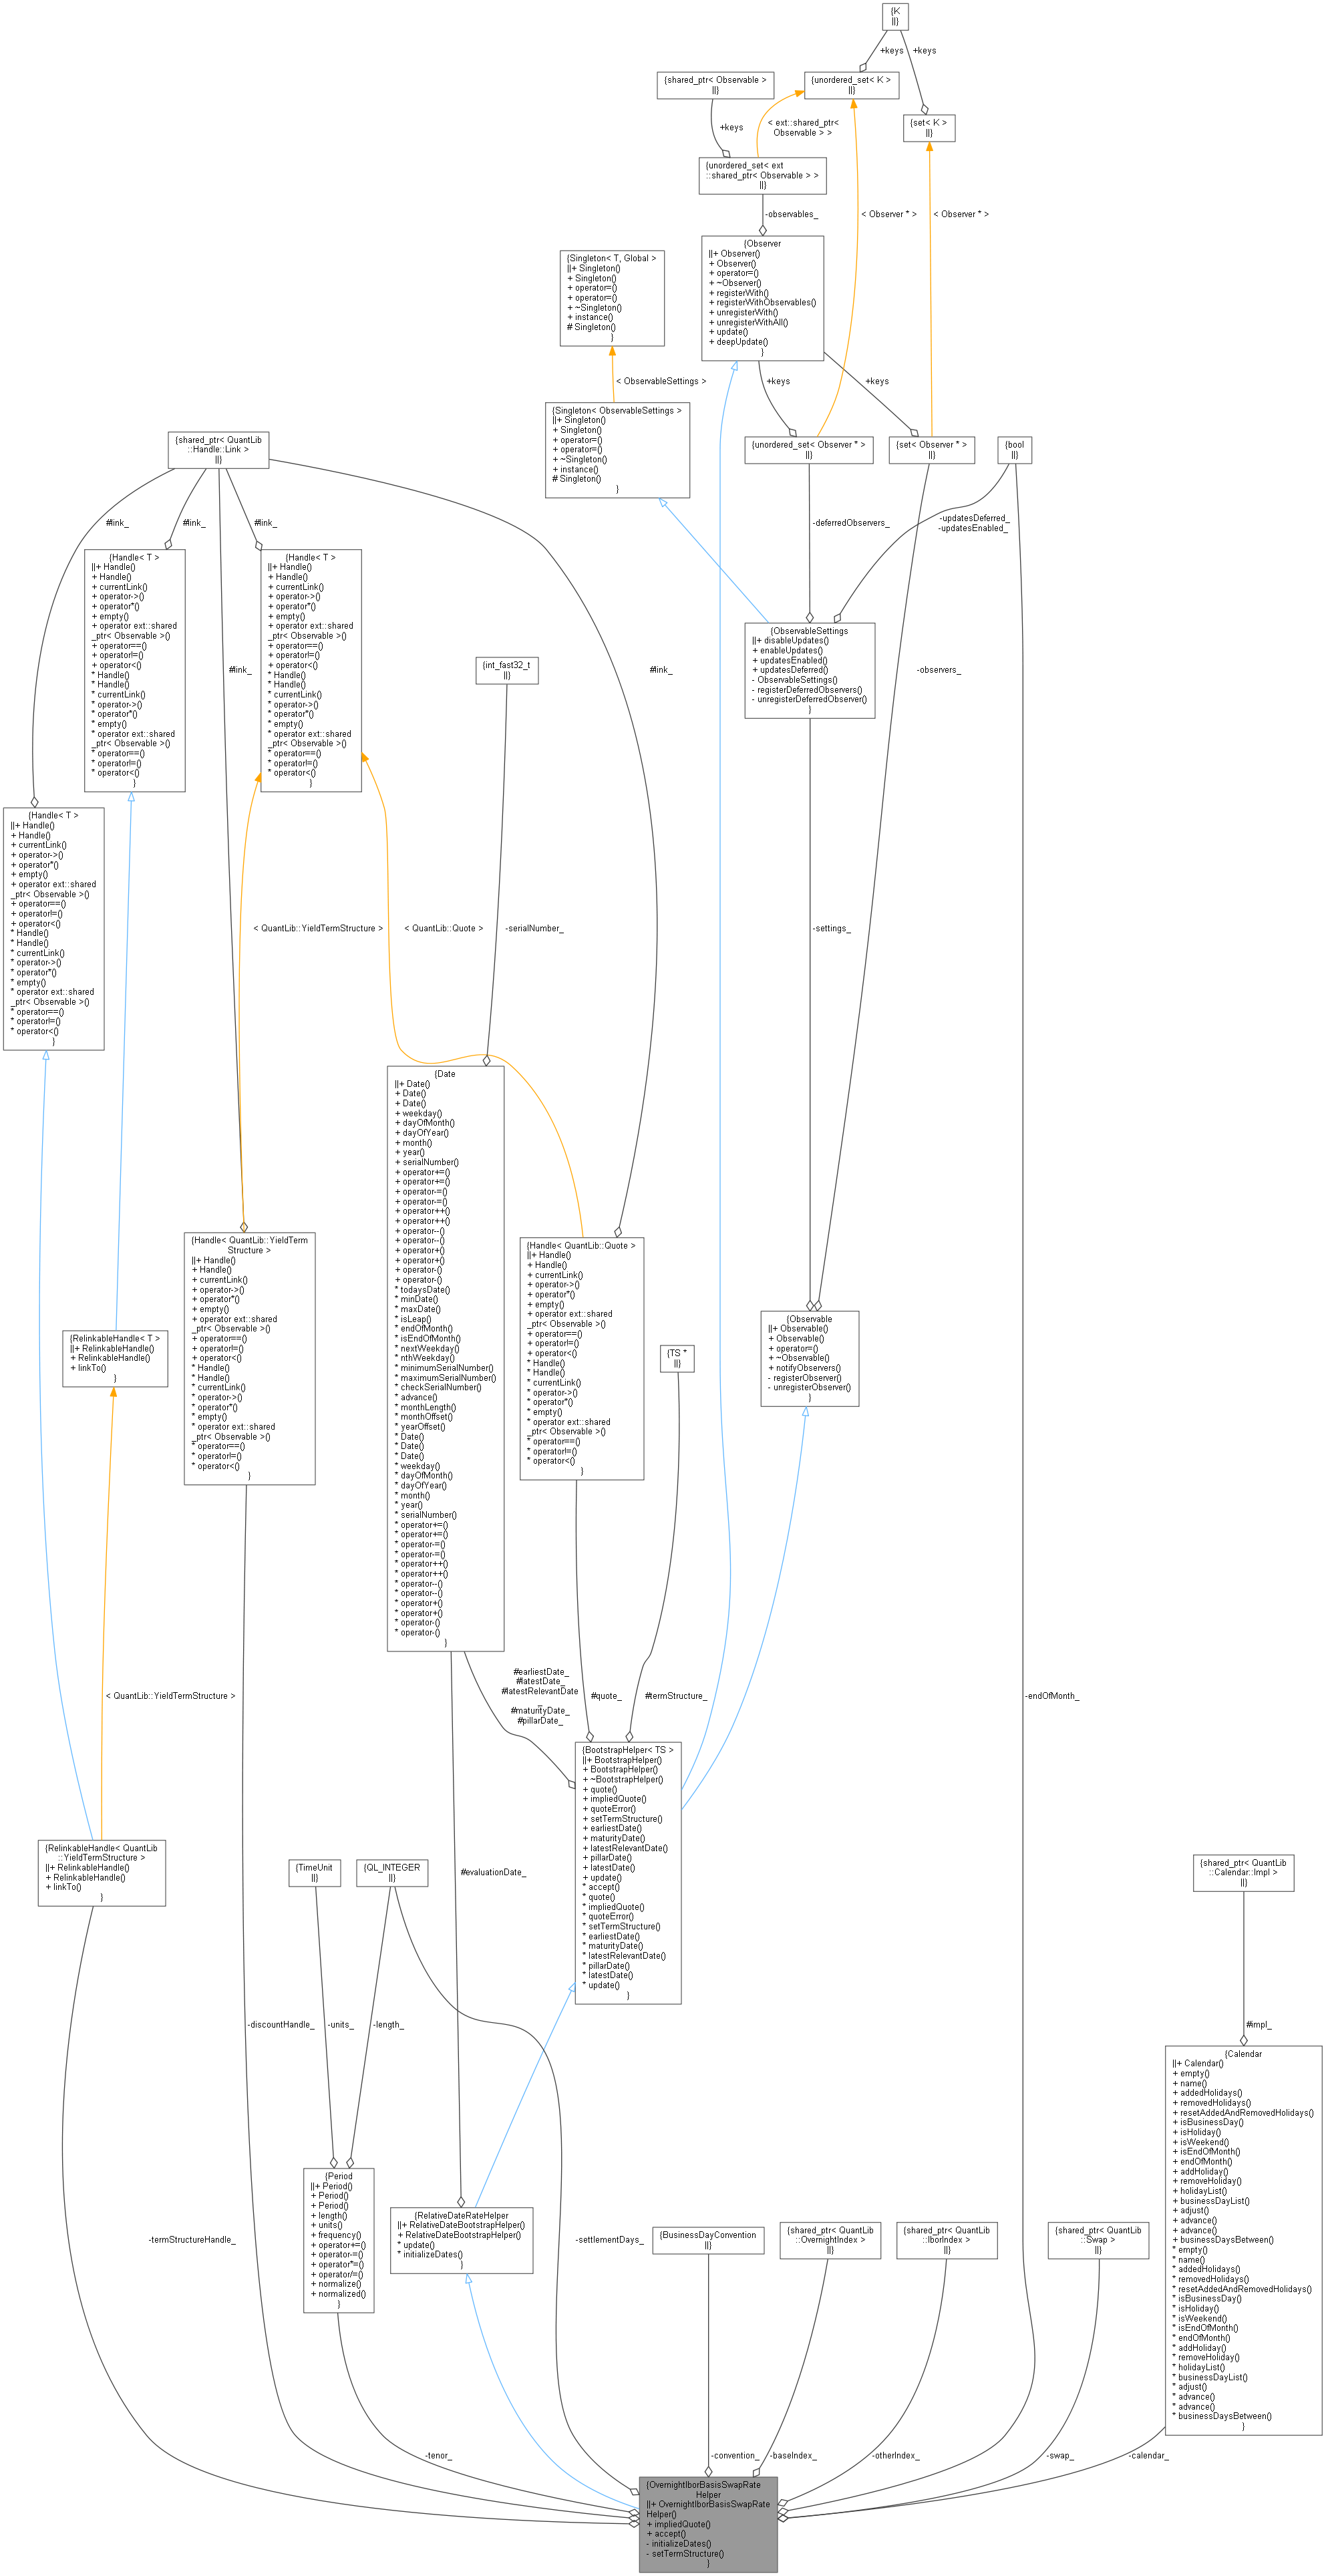 {K
||}
+keys
+keys
{shared_ptr< Observable >
||}
{unordered_set< K >
||}
{set< K >
||}
+keys
< ext::shared_ptr<
Observable > >
{unordered_set< ext
::shared_ptr< Observable > >
||}
-observables_
< Observer * >
< Observer * >
{Observer
||+ Observer()
+ Observer()
+ operator=()
+ ~Observer()
+ registerWith()
+ registerWithObservables()
+ unregisterWith()
+ unregisterWithAll()
+ update()
+ deepUpdate()
}
{Singleton< T, Global >
||+ Singleton()
+ Singleton()
+ operator=()
+ operator=()
+ ~Singleton()
+ instance()
# Singleton()
}
< ObservableSettings >
+keys
+keys
{Singleton< ObservableSettings >
||+ Singleton()
+ Singleton()
+ operator=()
+ operator=()
+ ~Singleton()
+ instance()
# Singleton()
}
{shared_ptr< QuantLib
::Handle::Link >
||}
{unordered_set< Observer * >
||}
{set< Observer * >
||}
{bool
||}
#link_
#link_
#link_
-deferredObservers_
-updatesDeferred_
-updatesEnabled_
{Handle< T >
||+ Handle()
+ Handle()
+ currentLink()
+ operator->()
+ operator*()
+ empty()
+ operator ext::shared
_ptr< Observable >()
+ operator==()
+ operator!=()
+ operator<()
* Handle()
* Handle()
* currentLink()
* operator->()
* operator*()
* empty()
* operator ext::shared
_ptr< Observable >()
* operator==()
* operator!=()
* operator<()
}
{Handle< T >
||+ Handle()
+ Handle()
+ currentLink()
+ operator->()
+ operator*()
+ empty()
+ operator ext::shared
_ptr< Observable >()
+ operator==()
+ operator!=()
+ operator<()
* Handle()
* Handle()
* currentLink()
* operator->()
* operator*()
* empty()
* operator ext::shared
_ptr< Observable >()
* operator==()
* operator!=()
* operator<()
}
#link_
#link_
{int_fast32_t
||}
{ObservableSettings
||+ disableUpdates()
+ enableUpdates()
+ updatesEnabled()
+ updatesDeferred()
- ObservableSettings()
- registerDeferredObservers()
- unregisterDeferredObserver()
}
-observers_
{Handle< T >
||+ Handle()
+ Handle()
+ currentLink()
+ operator->()
+ operator*()
+ empty()
+ operator ext::shared
_ptr< Observable >()
+ operator==()
+ operator!=()
+ operator<()
* Handle()
* Handle()
* currentLink()
* operator->()
* operator*()
* empty()
* operator ext::shared
_ptr< Observable >()
* operator==()
* operator!=()
* operator<()
}
< QuantLib::YieldTermStructure >
< QuantLib::Quote >
-serialNumber_
-settings_
{Date
||+ Date()
+ Date()
+ Date()
+ weekday()
+ dayOfMonth()
+ dayOfYear()
+ month()
+ year()
+ serialNumber()
+ operator+=()
+ operator+=()
+ operator-=()
+ operator-=()
+ operator++()
+ operator++()
+ operator--()
+ operator--()
+ operator+()
+ operator+()
+ operator-()
+ operator-()
* todaysDate()
* minDate()
* maxDate()
* isLeap()
* endOfMonth()
* isEndOfMonth()
* nextWeekday()
* nthWeekday()
* minimumSerialNumber()
* maximumSerialNumber()
* checkSerialNumber()
* advance()
* monthLength()
* monthOffset()
* yearOffset()
* Date()
* Date()
* Date()
* weekday()
* dayOfMonth()
* dayOfYear()
* month()
* year()
* serialNumber()
* operator+=()
* operator+=()
* operator-=()
* operator-=()
* operator++()
* operator++()
* operator--()
* operator--()
* operator+()
* operator+()
* operator-()
* operator-()
}
{Handle< QuantLib::YieldTerm
Structure >
||+ Handle()
+ Handle()
+ currentLink()
+ operator->()
+ operator*()
+ empty()
+ operator ext::shared
_ptr< Observable >()
+ operator==()
+ operator!=()
+ operator<()
* Handle()
* Handle()
* currentLink()
* operator->()
* operator*()
* empty()
* operator ext::shared
_ptr< Observable >()
* operator==()
* operator!=()
* operator<()
}
{Handle< QuantLib::Quote >
||+ Handle()
+ Handle()
+ currentLink()
+ operator->()
+ operator*()
+ empty()
+ operator ext::shared
_ptr< Observable >()
+ operator==()
+ operator!=()
+ operator<()
* Handle()
* Handle()
* currentLink()
* operator->()
* operator*()
* empty()
* operator ext::shared
_ptr< Observable >()
* operator==()
* operator!=()
* operator<()
}
{RelinkableHandle< T >
||+ RelinkableHandle()
+ RelinkableHandle()
+ linkTo()
}
{TS *
||}
{Observable
||+ Observable()
+ Observable()
+ operator=()
+ ~Observable()
+ notifyObservers()
- registerObserver()
- unregisterObserver()
}
< QuantLib::YieldTermStructure >
#earliestDate_
#latestDate_
#latestRelevantDate
_
#maturityDate_
#pillarDate_
#quote_
#termStructure_
-endOfMonth_
{BootstrapHelper< TS >
||+ BootstrapHelper()
+ BootstrapHelper()
+ ~BootstrapHelper()
+ quote()
+ impliedQuote()
+ quoteError()
+ setTermStructure()
+ earliestDate()
+ maturityDate()
+ latestRelevantDate()
+ pillarDate()
+ latestDate()
+ update()
* accept()
* quote()
* impliedQuote()
* quoteError()
* setTermStructure()
* earliestDate()
* maturityDate()
* latestRelevantDate()
* pillarDate()
* latestDate()
* update()
}
{RelinkableHandle< QuantLib
::YieldTermStructure >
||+ RelinkableHandle()
+ RelinkableHandle()
+ linkTo()
}
{TimeUnit
||}
{QL_INTEGER
||}
#evaluationDate_
{shared_ptr< QuantLib
::Calendar::Impl >
||}
-discountHandle_
-units_
-length_
#impl_
{Calendar
||+ Calendar()
+ empty()
+ name()
+ addedHolidays()
+ removedHolidays()
+ resetAddedAndRemovedHolidays()
+ isBusinessDay()
+ isHoliday()
+ isWeekend()
+ isEndOfMonth()
+ endOfMonth()
+ addHoliday()
+ removeHoliday()
+ holidayList()
+ businessDayList()
+ adjust()
+ advance()
+ advance()
+ businessDaysBetween()
* empty()
* name()
* addedHolidays()
* removedHolidays()
* resetAddedAndRemovedHolidays()
* isBusinessDay()
* isHoliday()
* isWeekend()
* isEndOfMonth()
* endOfMonth()
* addHoliday()
* removeHoliday()
* holidayList()
* businessDayList()
* adjust()
* advance()
* advance()
* businessDaysBetween()
}
{Period
||+ Period()
+ Period()
+ Period()
+ length()
+ units()
+ frequency()
+ operator+=()
+ operator-=()
+ operator*=()
+ operator/=()
+ normalize()
+ normalized()
}
{RelativeDateRateHelper
||+ RelativeDateBootstrapHelper()
+ RelativeDateBootstrapHelper()
* update()
* initializeDates()
}
-termStructureHandle_
-settlementDays_
{BusinessDayConvention
||}
{shared_ptr< QuantLib
::OvernightIndex >
||}
{shared_ptr< QuantLib
::IborIndex >
||}
{shared_ptr< QuantLib
::Swap >
||}
-tenor_
-convention_
-baseIndex_
-otherIndex_
-swap_
-calendar_
{OvernightIborBasisSwapRate
Helper
||+ OvernightIborBasisSwapRate
Helper()
+ impliedQuote()
+ accept()
- initializeDates()
- setTermStructure()
}